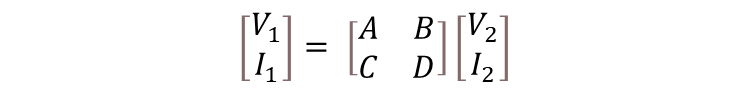 [V₁ I₁] = [A B C D] [V₂ I₂]